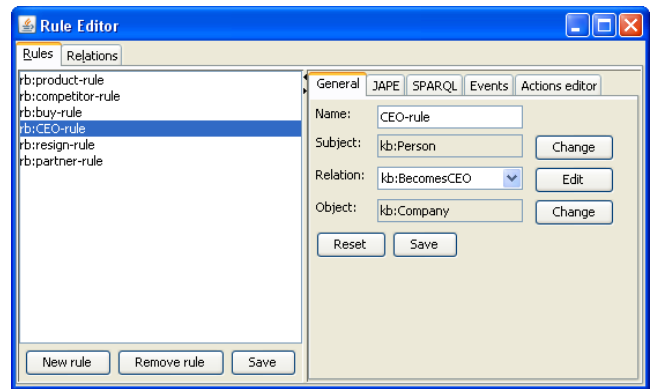 Rule Editor
Rules Relations
rb:product-rule
rb:competitor-rule
rb:buy-rule
rb:CEO-rule
rb:resign-rule
rb:partner-rule
New rule Remove rule Save
General JAPE SPARQL Events Actions editor
Name: CEO-rule
Subject: kb:Person Change
Relation: kb:BecomesCEO Edit
Object: kb:Company Change
Reset Save